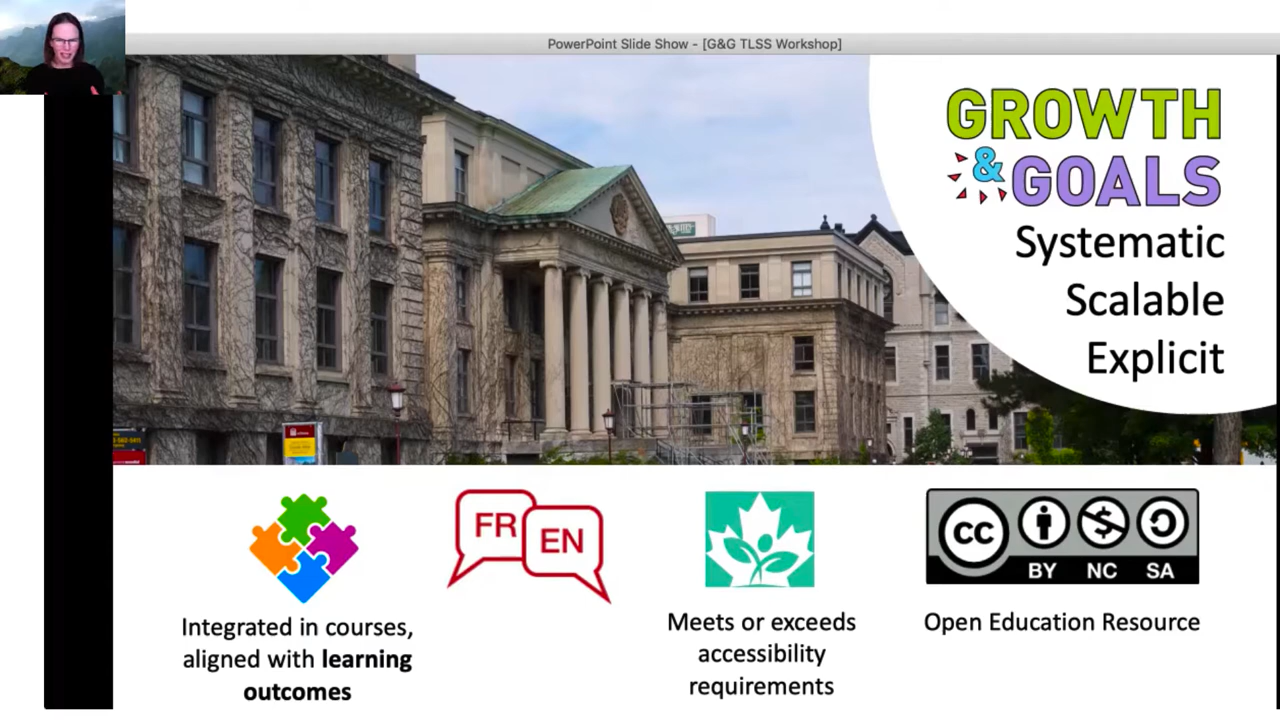 PowerPoint Slide Show - [G&G TLSS Workshop]
GROWTH
& GOALS
Systematic
Scalable
Explicit
FR
EN
Integrated in courses,
aligned with learning
outcomes
Meets or exceeds
accessibility
requirements
CC
BY NC SA
Open Education Resource